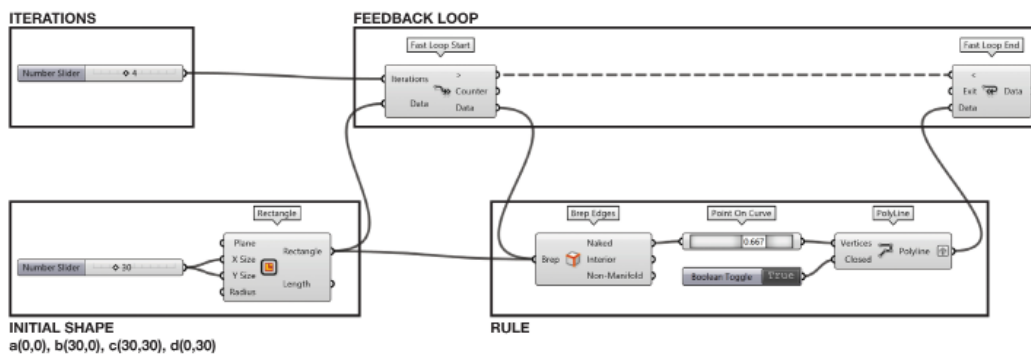 ITERATIONS
FEEDBACK LOOP
Fast Loop Start
Fast Loop End
Number Slider 4
Iterations >
Counter
Data Data
<
Exit Data
Data
Rectangle
Brep Edges
Point On Curve
PolyLine
Plane
X Size Rectangle
Y Size
Radius Length
Number Slider 30
Naked
Brep Interior
Non-Manifold
0.667
Boolean Toggle True
Vertices
Closed Polyline
INITIAL SHAPE
RULE
a(0,0), b(30,0), c(30,30), d(0,30)